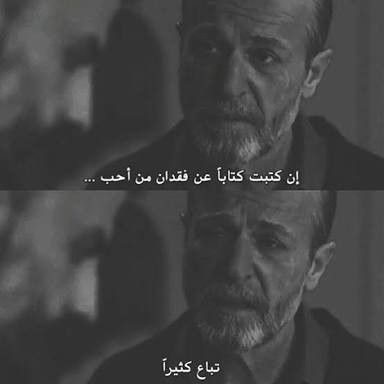 إن كتبت كتاباً عن فقدان من أحب ...
تباع كثيراً